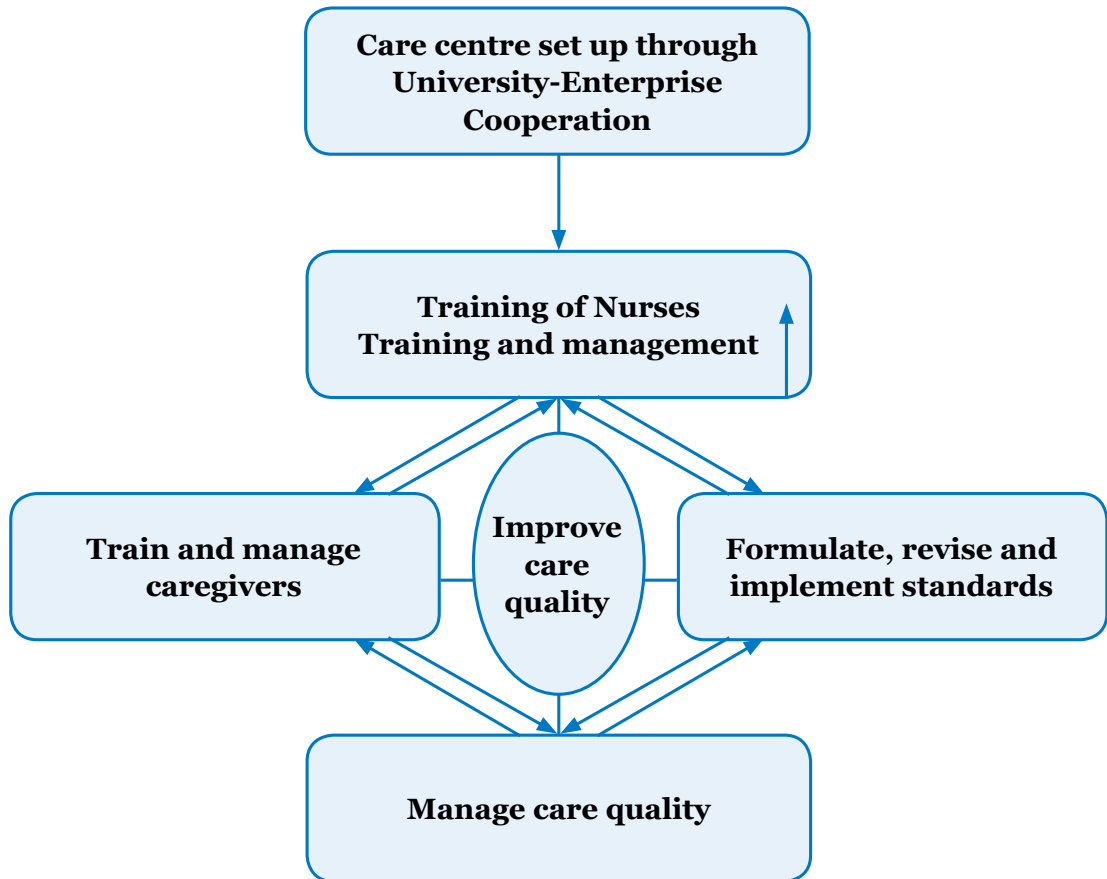 Care centre set up through
University-Enterprise
Cooperation
Training of Nurses
Training and management
Train and manage
caregivers
Improve
care
quality
Formulate, revise and
implement standards
Manage care quality